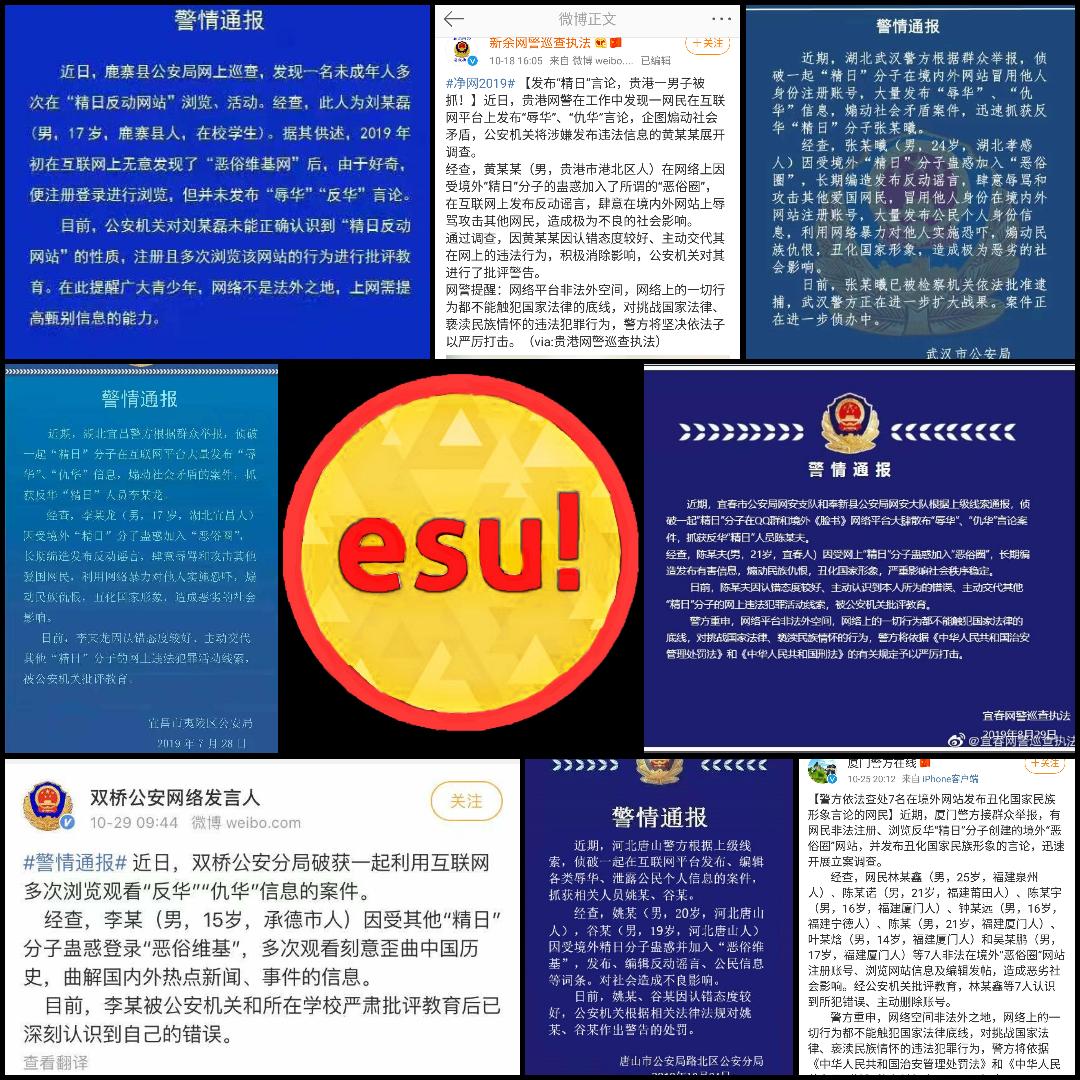 警情通报
近日，鹿寨县公安局网上巡查，发现一名未成年人多
次在“精日反动网站”浏览、活动。经查，此人为刘某磊
(男，17岁，鹿寨县人，在校学生)。据其供述，2019年
初在互联网上无意发现了“恶俗维基网”后，由于好奇，
便注册登录进行浏览，但并未发布“辱华”“反华”言论。
目前，公安机关对刘某磊未能正确认识到“精日反动
网站”的性质，注册且多次浏览该网站的行为进行批评教
育。在此提醒广大青少年，网络不是法外之地，上网需提
高甄别信息的能力。
微博正文
新余网警巡查执法
+关注
10-18 16:05 来自 微博 weibo.... 已编辑
#净网2019# 【发布“精日”言论，贵港一男子被
抓！】近日，贵港网警在工作中发现一网民在互联
网平台上发布“辱华”、“仇华”言论，企图煽动社会
矛盾，公安机关将涉嫌发布违法信息的黄某某展开
调查。
经查，黄某某（男，贵港市港北区人）在网络上因
受境外“精日”分子的蛊惑加入了所谓的“恶俗圈”，
在互联网上发布反动谣言，肆意在境内外网站上辱
骂攻击其他网民，造成极为不良的社会影响。
通过调查，因黄某某因认错态度较好、主动交代其
在网上的违法行为，积极消除影响，公安机关对其
进行了批评警告。
网警提醒：网络平台非法外空间，网络上的一切行
为都不能触犯国家法律的底线，对挑战国家法律、
亵渎民族情怀的违法犯罪行为，警方将坚决依法予
以严厉打击。（via:贵港网警巡查执法）
警情通报
近期，湖北武汉警方根据群众举报，侦
破一起“精日”分子在境内外网站冒用他人
身份注册账号，大量发布“辱华”、“仇
华”信息，煽动社会矛盾案件，迅速抓获反
华“精日”分子张某曦。
经查，张某曦（男，24岁，湖北孝感
人）因受境外“精日”分子蛊惑加入“恶俗
圈”，长期编造发布反动谣言，肆意辱骂和
攻击其他爱国网民，冒用他人身份在境内外
网站注册账号，大量发布公民个人身份信
息，利用网络暴力对他人实施恐吓，煽动民
族仇恨，丑化国家形象，造成极为恶劣的社
会影响。
日前，张某曦已被检察机关依法批准逮
捕，武汉警方正在进一步扩大战果。案件正
在进一步侦办中。
武汉市公安局
警情通报
近期，湖北宜昌警方根据群众举报，侦破
一起“精日”分子在互联网平台大量发布“辱
华”、“仇华”信息，煽动社会矛盾的案件，抓
获反华“精日”人员李某龙。
经查，李某龙（男，17岁，湖北宜昌人）
因受境外“精日”分子蛊惑加入“恶俗圈”，
长期编造发布反动谣言，肆意辱骂和攻击其他
爱国网民，利用网络暴力对他人实施恐吓，煽
动民族仇恨，丑化国家形象，造成恶劣的社会
影响。
日前，李某龙因认错态度较好、主动交代
其他“精日”分子的网上违法犯罪活动线索，
被公安机关批评教育。
宜昌市夷陵区公安局
2019年7月28日
esu!
警情通报
近期，宜春市公安局网安支队和奉新县公安局网安大队根据上级线索通报，侦
破一起“精日”分子在QQ群和境外《脸书》网络平台大肆散布“辱华”、“仇华”言论案
件，抓获反华“精日”人员陈某夫。
经查，陈某夫(男，21岁，宜春人）因受网上“精日”分子蛊惑加入“恶俗圈”，长期编
造发布有害信息，煽动民族仇恨，丑化国家形象，严重影响社会秩序稳定。
日前，陈某夫因认错态度较好、主动认识到本人所为的错误、主动交代其他
“精日”分子的网上违法犯罪活动线索，被公安机关批评教育。
警方重申，网络平台非法外空间，网络上的一切行为都不能触犯国家法律的
底线，对挑战国家法律、亵渎民族情怀的行为，警方将依据《中华人民共和国治安
管理处罚法》和《中华人民共和国刑法》的有关规定予以严厉打击。
宜春网警巡查执法
2019年8月29日
@宜春网警巡查执法
双桥公安网络发言人
关注
10-29 09:44 微博 weibo.com
#警情通报# 近日，双桥公安分局破获一起利用互联网
多次浏览观看“反华”“仇华”信息的案件。
经查，李某（男，15岁，承德市人）因受其他“精日”
分子蛊惑登录“恶俗维基”，多次观看刻意歪曲中国历
史，曲解国内外热点新闻、事件的信息。
目前，李某被公安机关和所在学校严肃批评教育后已
深刻认识到自己的错误。
查看翻译
警情通报
近期，河北唐山警方根据上级线
索，侦破一起在互联网平台发布、编辑
各类辱华、泄露公民个人信息的案件，
抓获相关人员姚某、谷某。
经查，姚某（男，20岁，河北唐山
人），谷某（男，19岁，河北唐山人）
因受境外精日分子蛊惑并加入“恶俗维
基”，发布、编辑反动谣言、公民信息
等词条。对社会造成不良影响。
日前，姚某、谷某因认错态度较
好，公安机关根据相关法律法规对姚
某、谷某作出警告的处罚。
唐山市公安局路北区公安分局
厦门警方在线
+关注
10-25 20:12 来自 iPhone客户端
【警方依法查处7名在境外网站发布丑化国家民族
形象言论的网民】近期，厦门警方接群众举报，有
网民非法注册、浏览反华“精日”分子创建的境外“恶
俗圈”网站，并发布丑化国家民族形象的言论，迅速
开展立案调查。
经查，网民林某鑫（男，25岁，福建泉州
人）、陈某诺（男，21岁，福建莆田人）、陈某宇
（男，16岁，福建厦门人）、钟某远（男，16岁，
福建宁德人）、陈某（男，21岁，福建厦门人）、
叶某焓（男，14岁，福建厦门人）和吴某鹏（男，
17岁，福建厦门人）等7人非法在境外“恶俗圈”网站
注册账号、浏览网站信息及编辑发帖，造成恶劣社
会影响。经公安机关批评教育，林某鑫等7人认识
到所犯错误、主动删除账号。
警方重申，网络空间非法外之地，网络上的一
切行为都不能触犯国家法律底线，对挑战国家法
律、亵渎民族情怀的违法犯罪行为，警方将依据
《中华人民共和国治安管理处罚法》和《中华人民